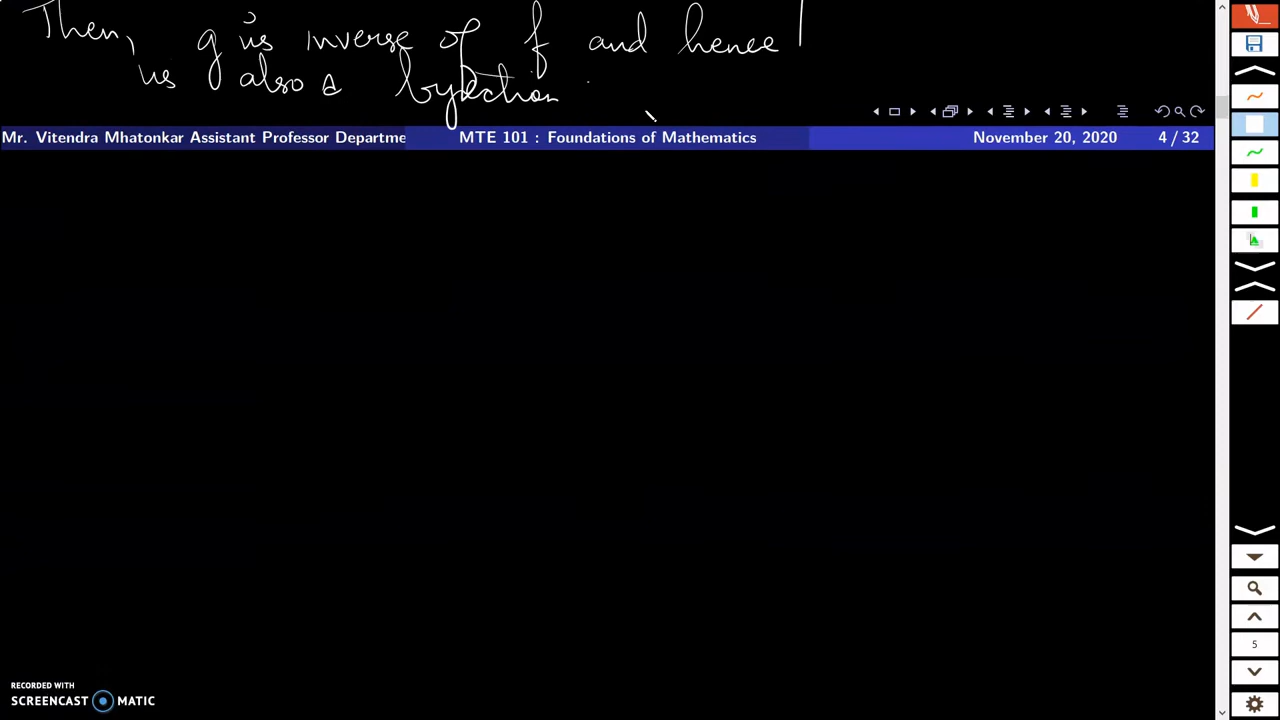 Then, g is inverse of f and hence
is also a bijection
Mr. Vitendra Mhatonkar Assistant Professor Departme
MTE 101 : Foundations of Mathematics
November 20, 2020
4 / 32
5
RECORDED WITH
SCREENCAST MATIC